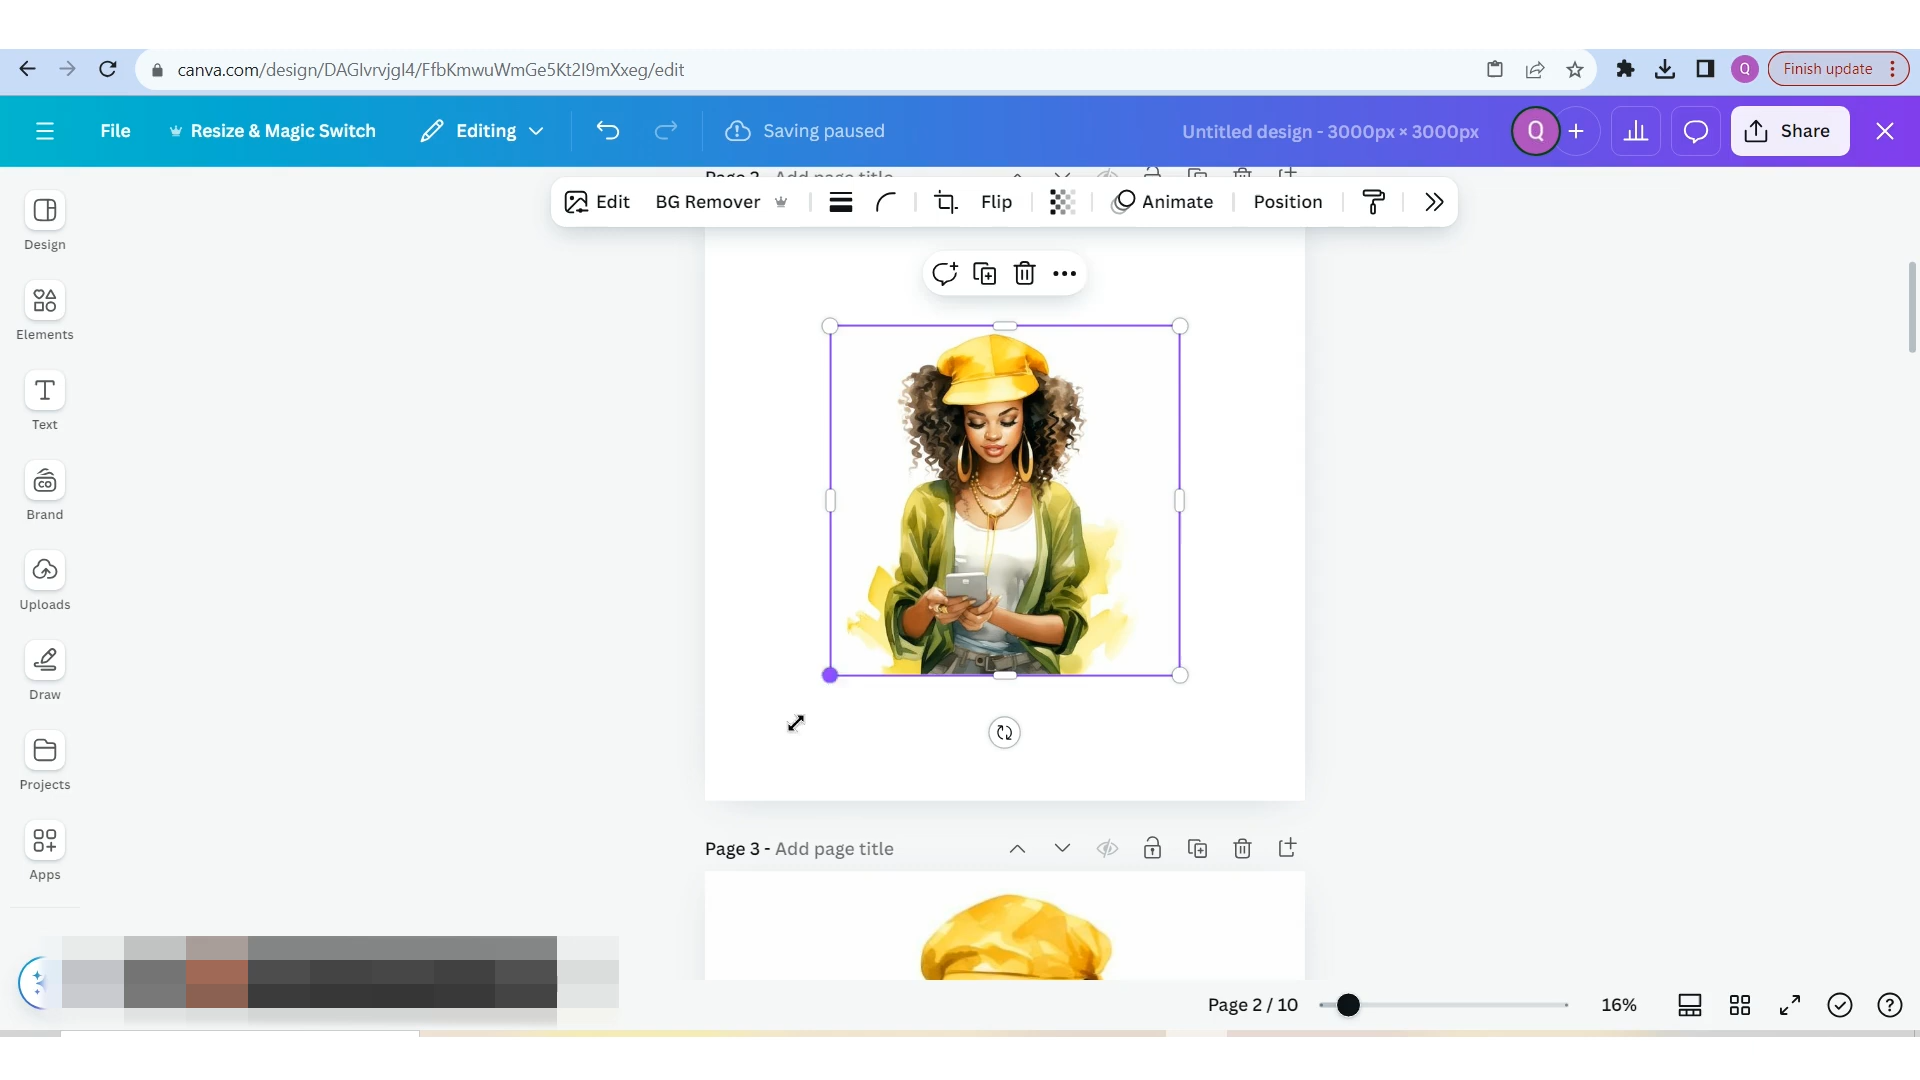 canva.com/design/DAGIvrvjgI4/FfbKmwuWmGe5Kt2I9mXxeg/edit
Q
Finish update
File
Resize & Magic Switch
Editing
Saving paused
Untitled design - 3000px × 3000px
Q
Share
Edit
BG Remover
Flip
Animate
Position
Design
Elements
Text
CO
Brand
Uploads
Draw
Projects
Apps
Page 3 - Add page title
Page 2 / 10
16%